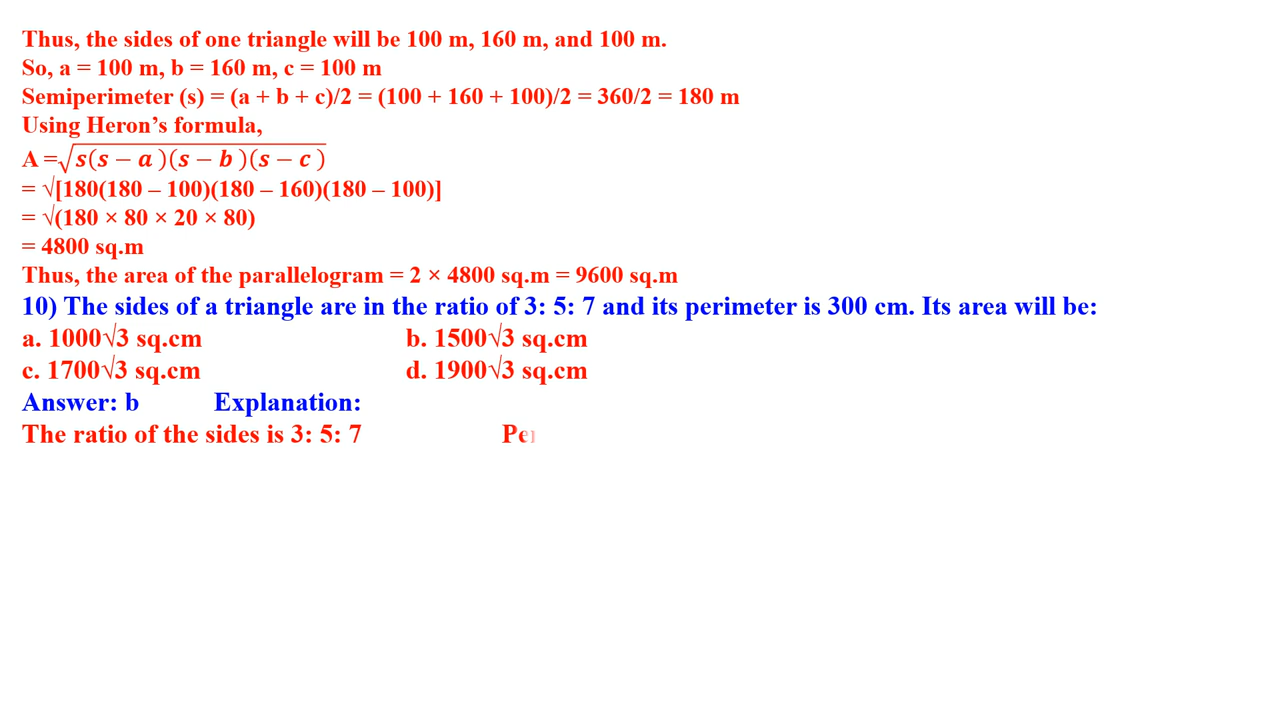 Thus, the sides of one triangle will be 100 m, 160 m, and 100 m.
So, a = 100 m, b = 160 m, c = 100 m
Semiperimeter (s) = (a + b + c)/2 = (100 + 160 + 100)/2 = 360/2 = 180 m
Using Heron’s formula,
A =√s(s − a )(s − b )(s − c )
= √[180(180 – 100)(180 – 160)(180 – 100)]
= √(180 × 80 × 20 × 80)
= 4800 sq.m
Thus, the area of the parallelogram = 2 × 4800 sq.m = 9600 sq.m
10) The sides of a triangle are in the ratio of 3: 5: 7 and its perimeter is 300 cm. Its area will be:
a. 1000√3 sq.cm b. 1500√3 sq.cm
c. 1700√3 sq.cm d. 1900√3 sq.cm
Answer: b Explanation:
The ratio of the sides is 3: 5: 7